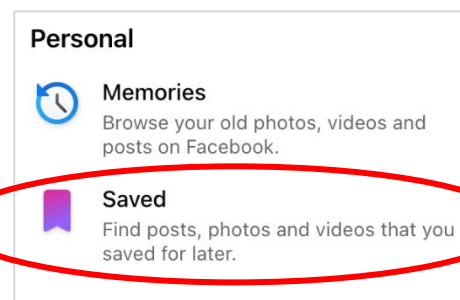 Personal
Memories
Browse your old photos, videos and
posts on Facebook.
Saved
Find posts, photos and videos that you
saved for later.